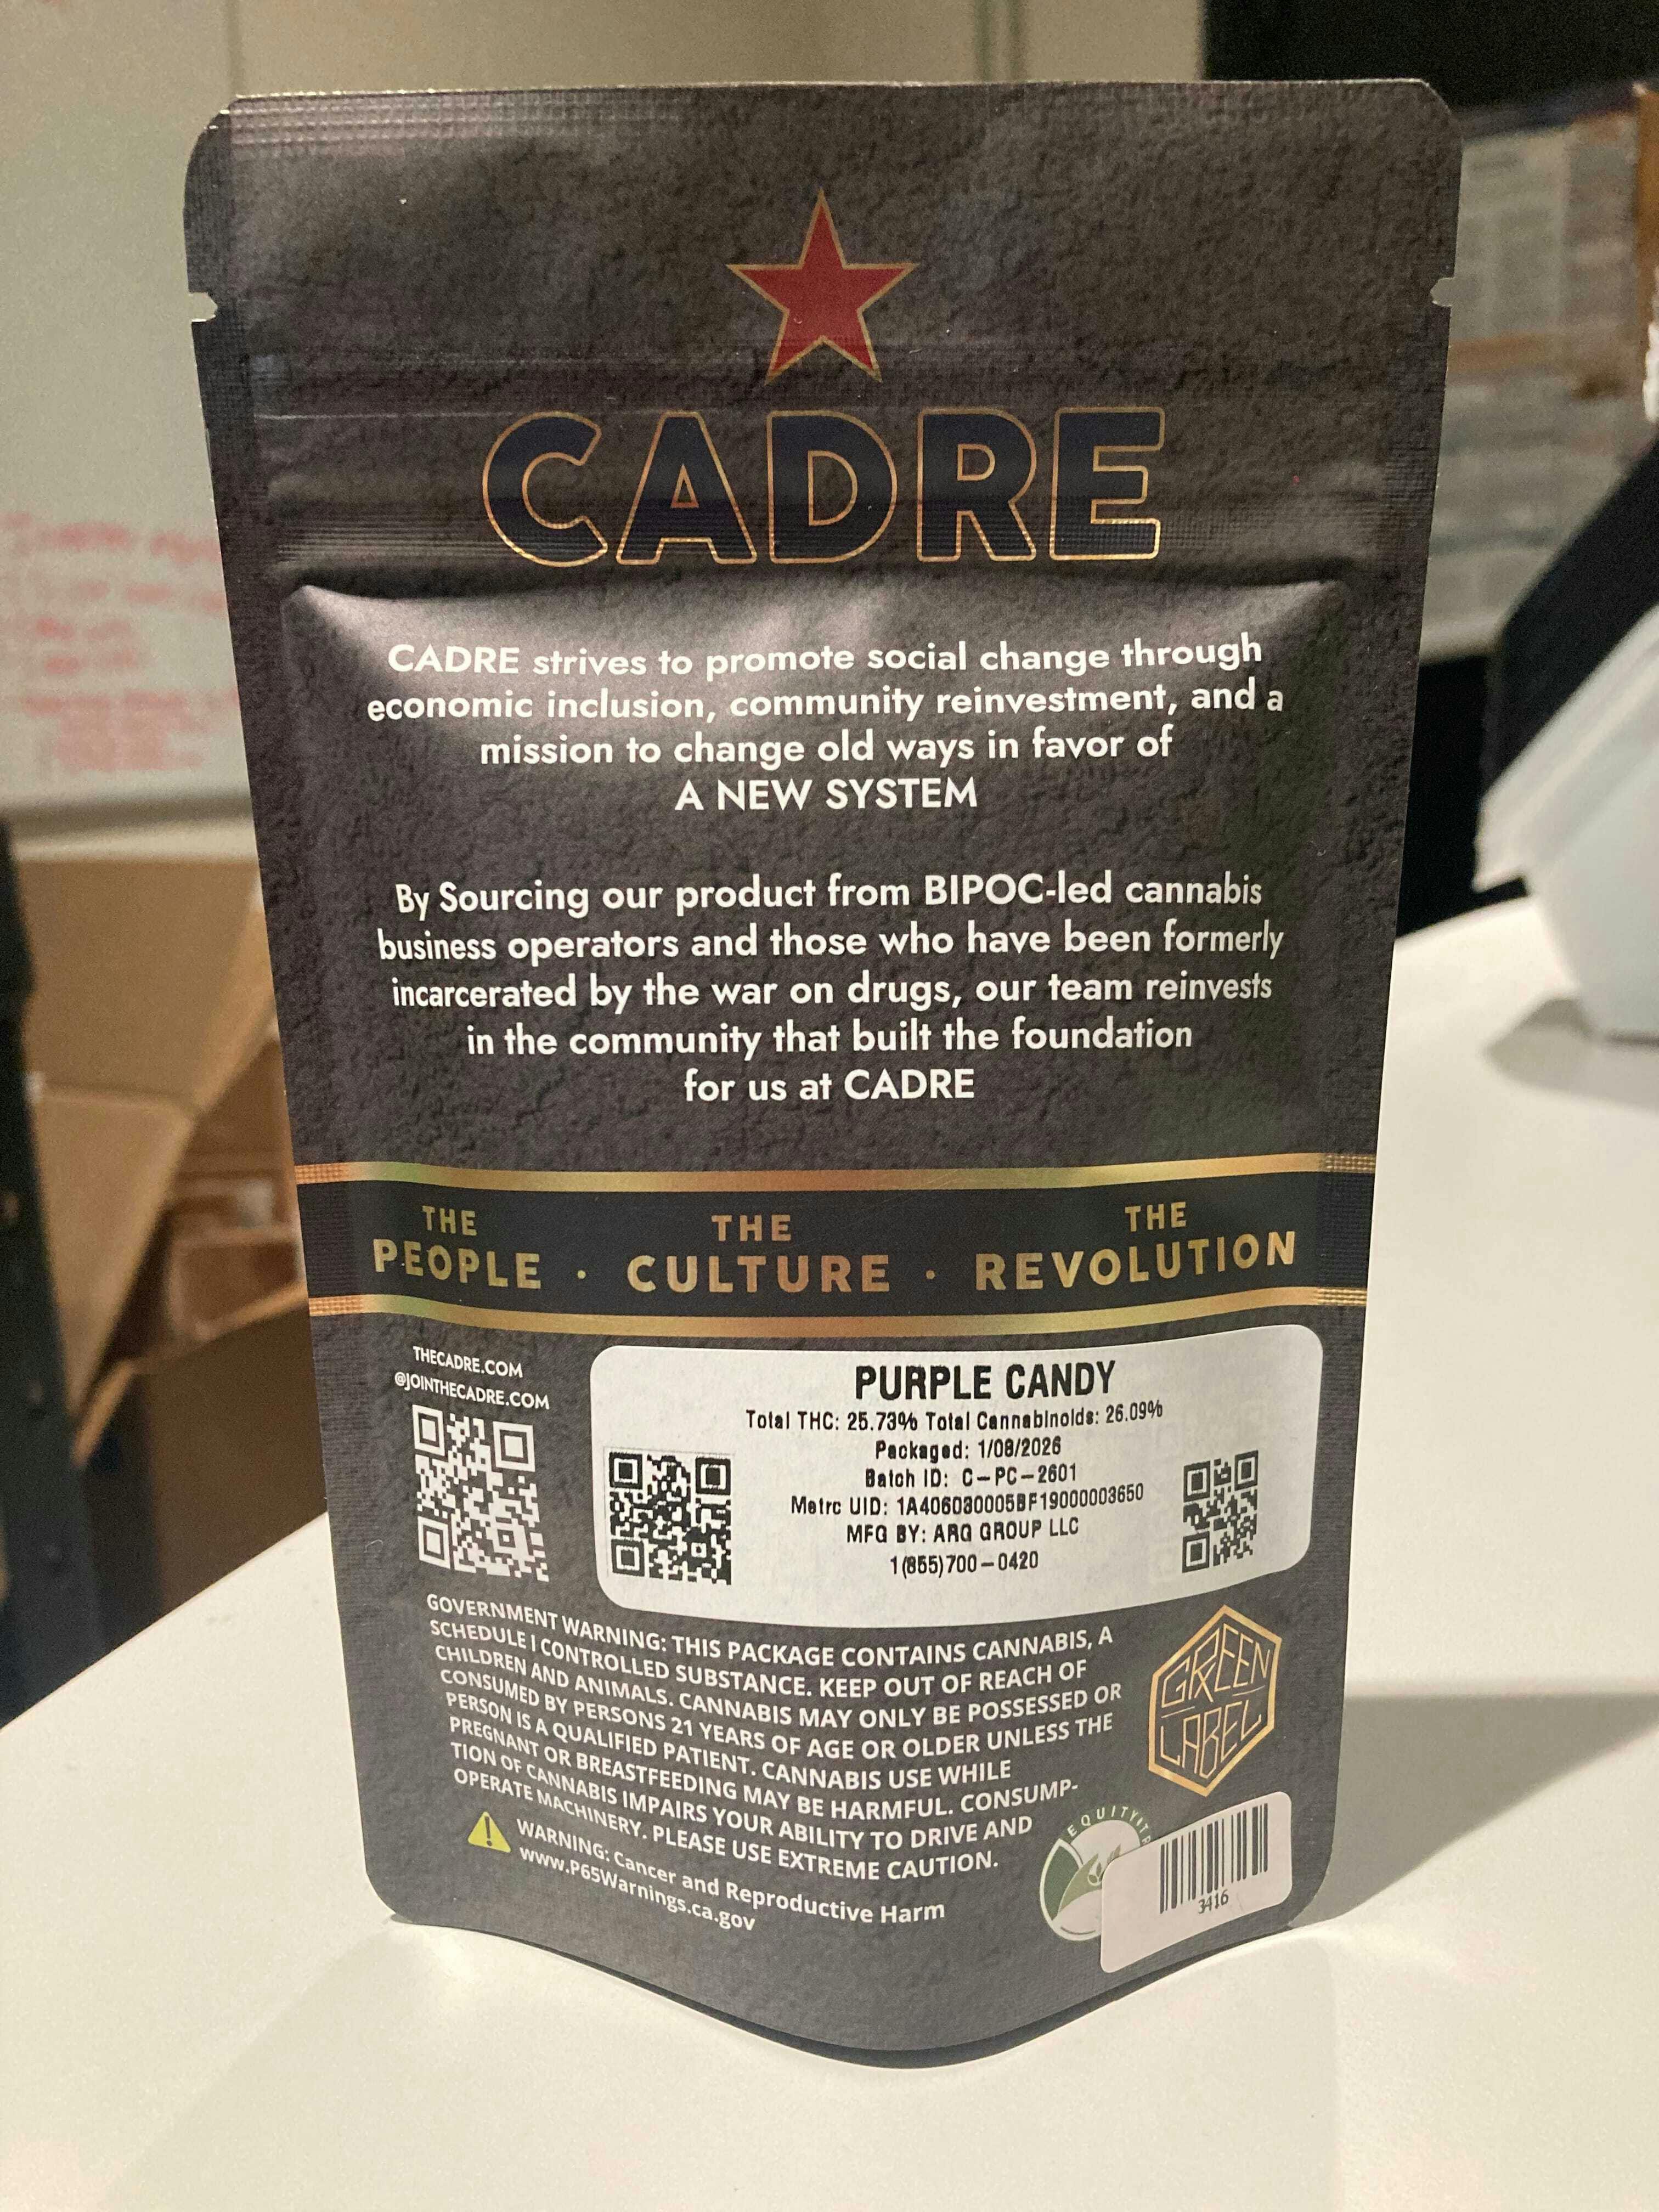 CADRE
CADRE strives to promote social change through
economic inclusion, community reinvestment, and a
mission to change old ways in favor of
A NEW SYSTEM
By Sourcing our product from BIPOC-led cannabis
business operators and those who have been formerly
incarcerated by the war on drugs, our team reinvests
in the community that built the foundation
for us at CADRE
THE PEOPLE · THE CULTURE · THE REVOLUTION
THECADRE.COM
@JOINTHECADRE.COM
PURPLE CANDY
Total THC: 25.73% Total Cannabinoids: 26.09%
Packaged: 1/08/2026
Batch ID: C-PC-2601
Metrc UID: 1A406030005BF19000003650
MFG BY: ARQ GROUP LLC
1(855)700-0420
GOVERNMENT WARNING: THIS PACKAGE CONTAINS CANNABIS, A
SCHEDULE I CONTROLLED SUBSTANCE. KEEP OUT OF REACH OF
CHILDREN AND ANIMALS. CANNABIS MAY ONLY BE POSSESSED OR
CONSUMED BY PERSONS 21 YEARS OF AGE OR OLDER UNLESS THE
PERSON IS A QUALIFIED PATIENT. CANNABIS USE WHILE
PREGNANT OR BREASTFEEDING MAY BE HARMFUL. CONSUMP-
TION OF CANNABIS IMPAIRS YOUR ABILITY TO DRIVE AND
OPERATE MACHINERY. PLEASE USE EXTREME CAUTION.
WARNING: Cancer and Reproductive Harm
www.P65Warnings.ca.gov
GREEN
LABEL
EQUITY
3416